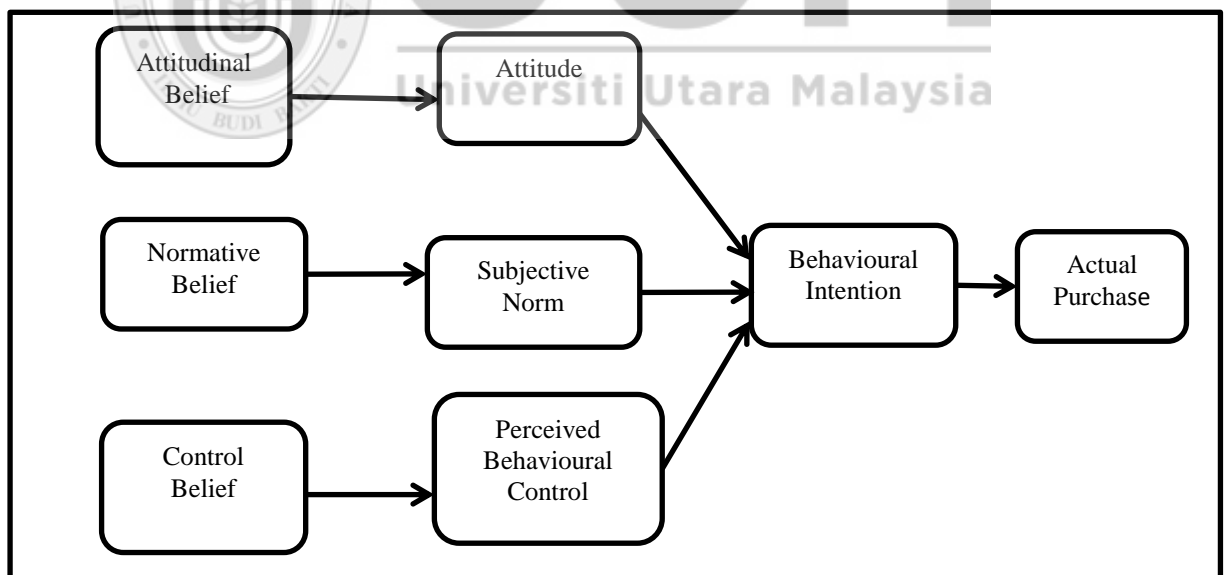 Attitudinal
Belief
Attitude
Universiti Utara Malaysia
BUDI
Normative
Belief
Subjective
Norm
Behavioural
Intention
Actual
Purchase
Control
Belief
Perceived
Behavioural
Control